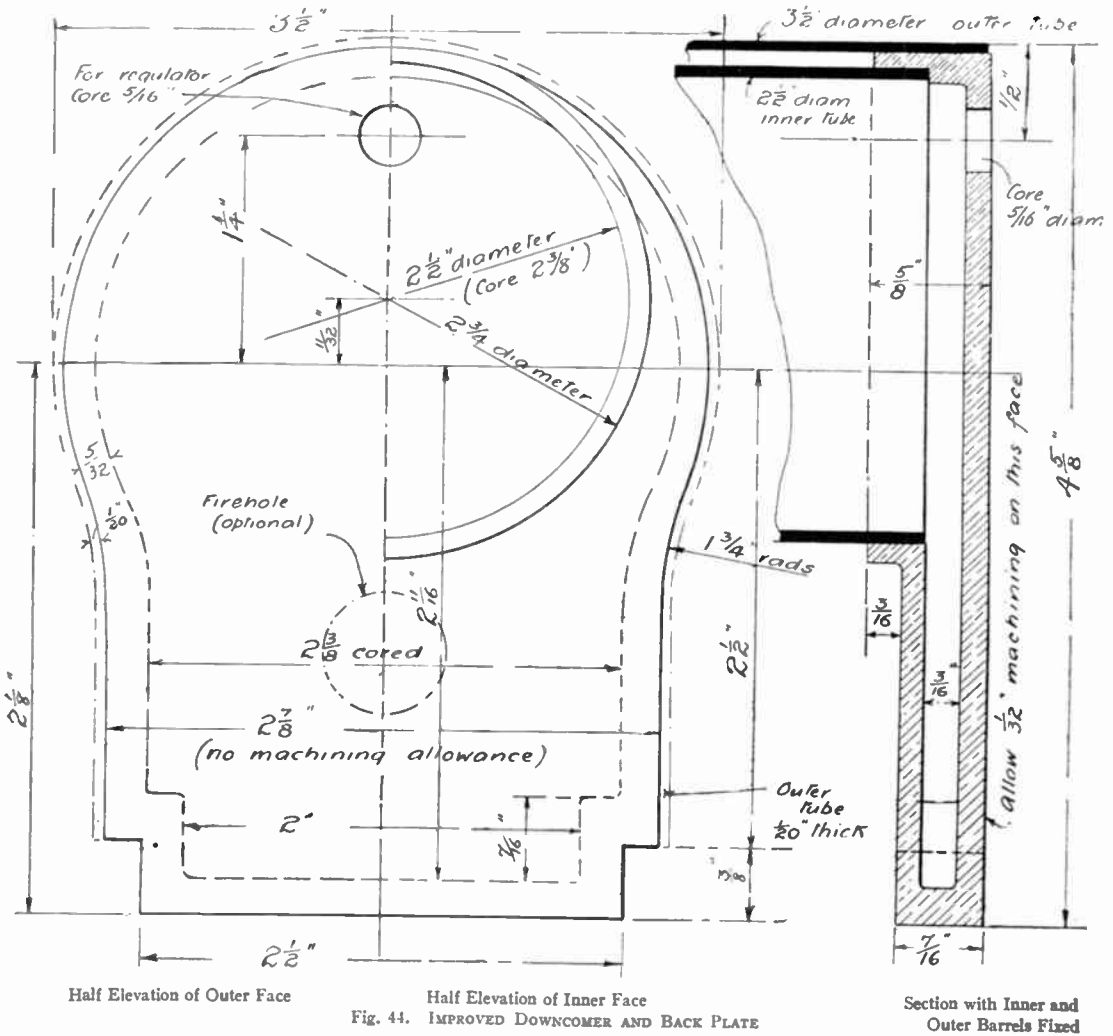 3 1/2"
3 1/2 diameter outer tube
For regulator
Core 5/16"
2 1/2" diam
inner tube
1/2"
Core
5/16" diam
1 1/4"
2 1/2" diameter
(Core 2 3/8")
5/8"
11/32"
2 3/4 diameter
allow 1/32" machining on this face
4 5/8"
5/32
1/20"
Firehole
(optional)
1 3/4" rads
2 11/16"
3/16
2 3/8 cored
2 1/2"
3/16
2 1/8"
2 7/8"
(no machining allowance)
Outer
tube
1/20" thick
2"
7/16"
3/8"
2 1/2"
7/16"
Half Elevation of Outer Face
Half Elevation of Inner Face
Section with Inner and
Outer Barrels Fixed
Fig. 44. IMPROVED DOWNCOMER AND BACK PLATE